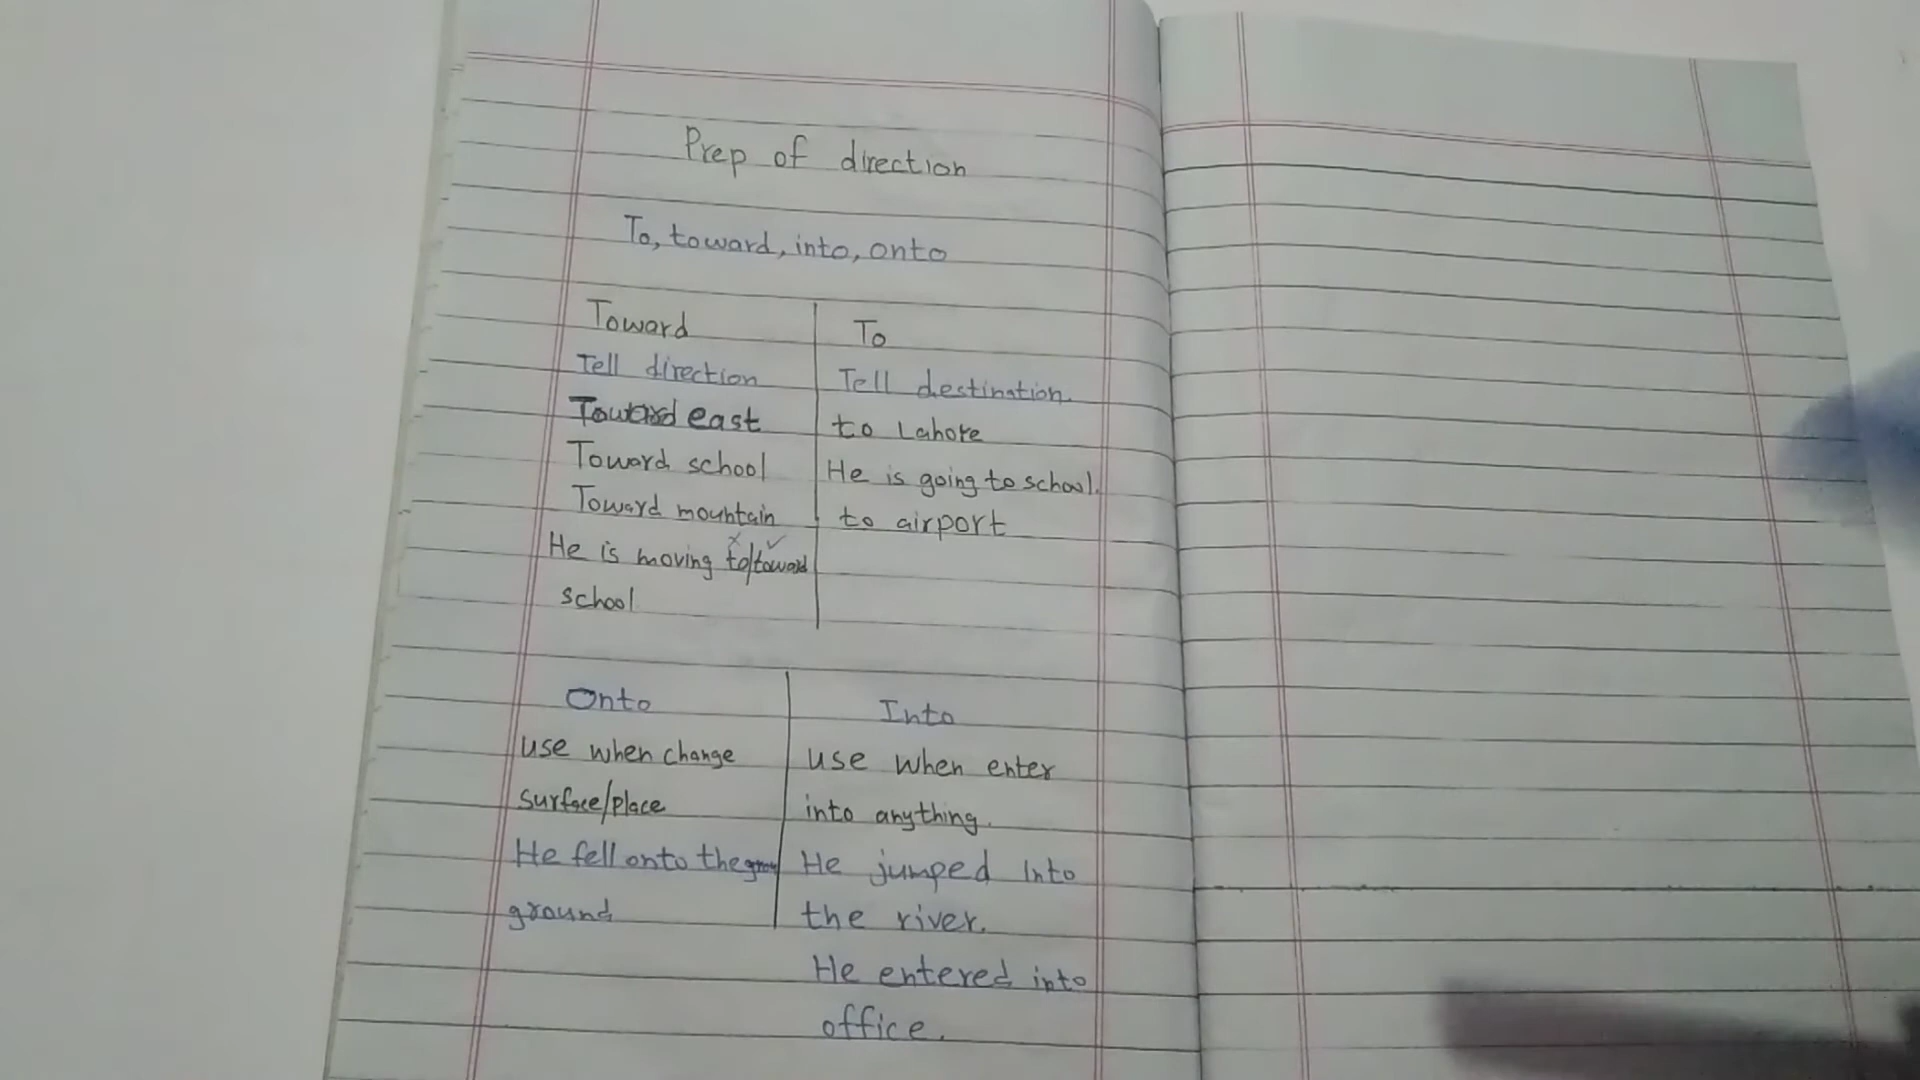 Prep of direction
To, toward, into, onto
Toward
Tell direction
Toward east
Toward school
Toward mountain
He is moving to/toward
school
To
Tell destination.
to Lahore
He is going to school.
to airport
Onto
use when change
surface/place
He fell onto the
ground
Into
use when enter
into anything.
He jumped into
the river.
He entered into
office.